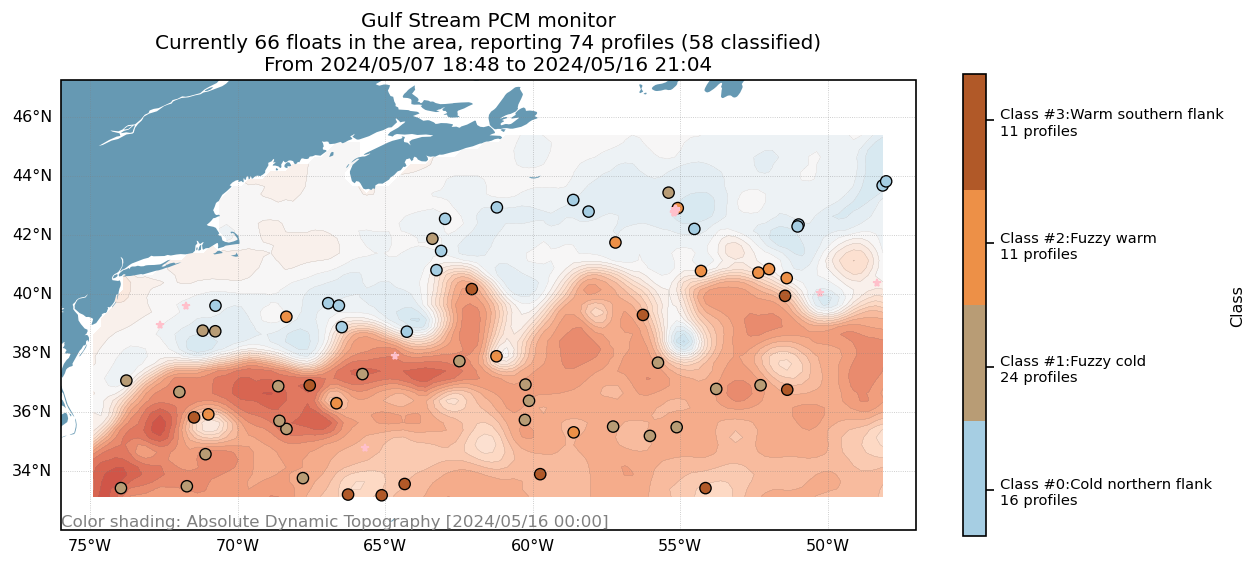 Gulf Stream PCM monitor
Currently 66 floats in the area, reporting 74 profiles (58 classified)
From 2024/05/07 18:48 to 2024/05/16 21:04
46°N
44°N
42°N
40°N
38°N
36°N
34°N
Color shading: Absolute Dynamic Topography [2024/05/16 00:00]
75°W
70°W
65°W
60°W
55°W
50°W
Class #3:Warm southern flank
11 profiles
Class #2:Fuzzy warm
11 profiles
Class #1:Fuzzy cold
24 profiles
Class #0:Cold northern flank
16 profiles
Class